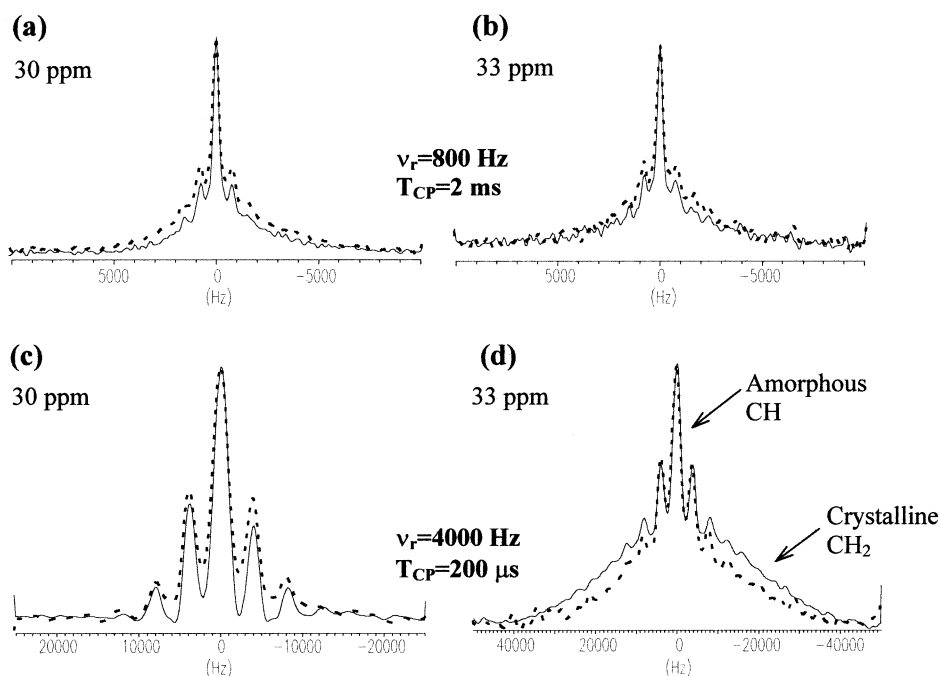 (a)
30 ppm
5000 0 -5000
(Hz)
(b)
33 ppm
5000 0 -5000
(Hz)
νr=800 Hz
TCP=2 ms
(c)
30 ppm
20000 10000 0 -10000 -20000
(Hz)
(d)
33 ppm
Amorphous
CH
Crystalline
CH2
40000 20000 0 -20000 -40000
(Hz)
νr=4000 Hz
TCP=200 μs